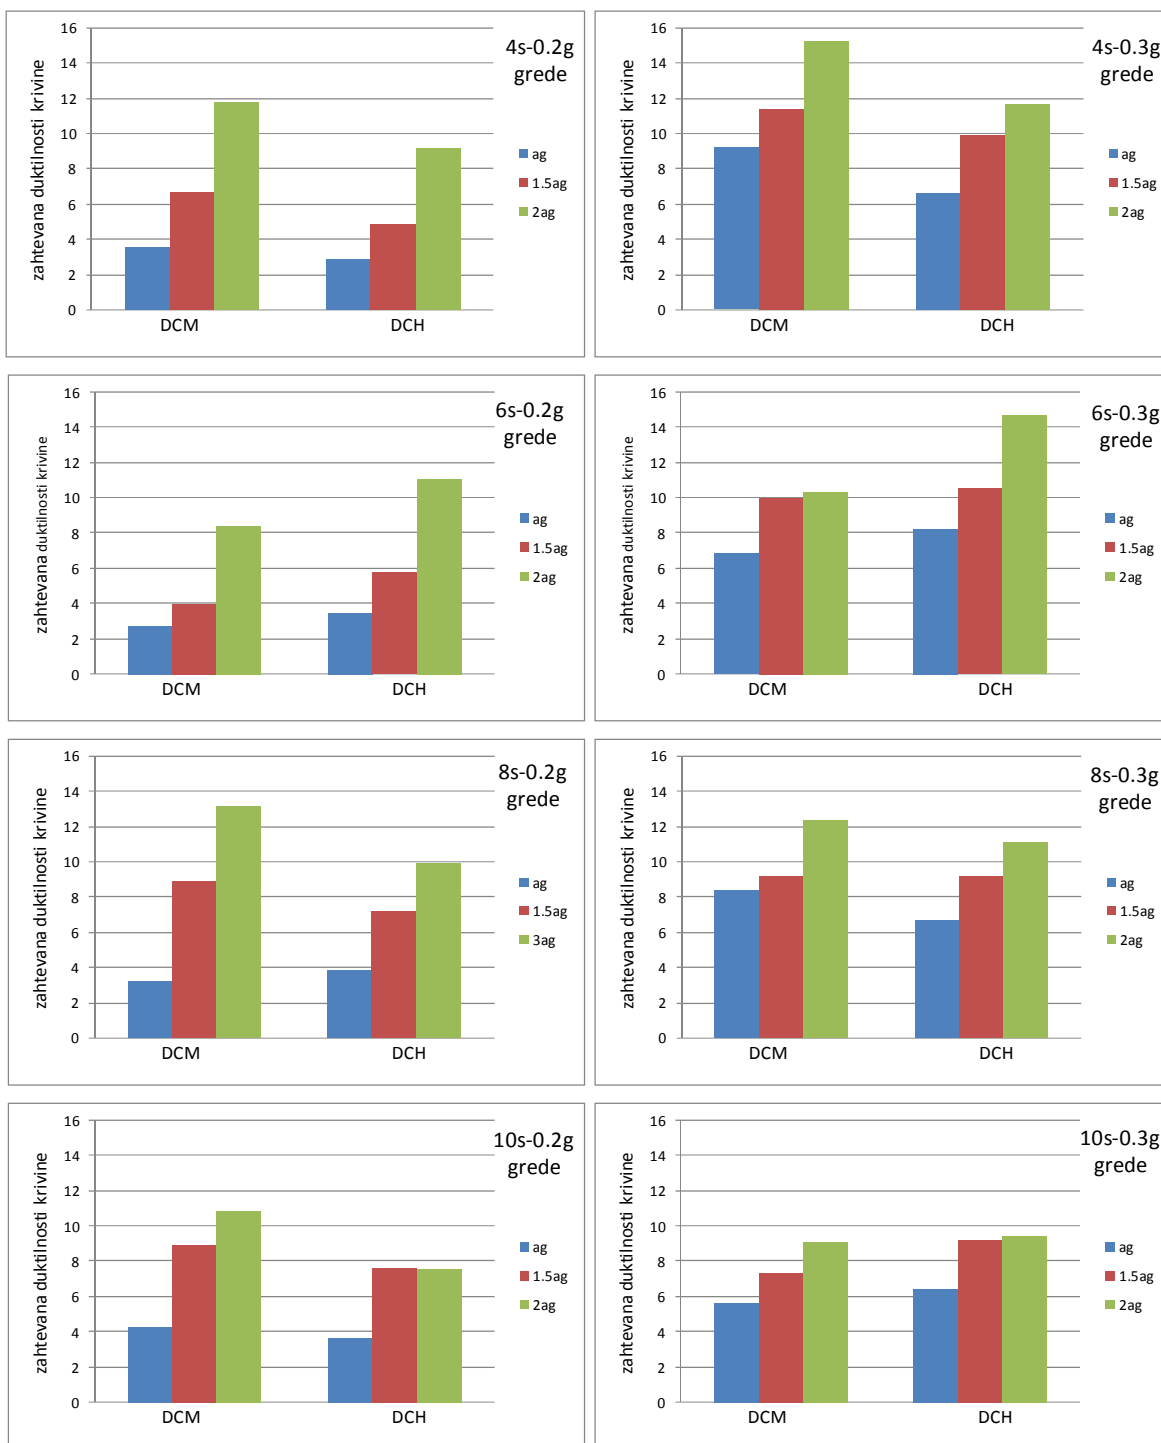 4s-0.2g
grede
zahtevana duktilnosti krivine
16
14
12
10
8
6
4
2
0
DCM DCH
ag
1.5ag
2ag
4s-0.3g
grede
zahtevana duktilnosti krivine
16
14
12
10
8
6
4
2
0
DCM DCH
ag
1.5ag
2ag
6s-0.2g
grede
zahtevana duktilnosti krivine
16
14
12
10
8
6
4
2
0
DCM DCH
ag
1.5ag
2ag
6s-0.3g
grede
zahtevana duktilnosti krivine
16
14
12
10
8
6
4
2
0
DCM DCH
ag
1.5ag
2ag
8s-0.2g
grede
zahtevana duktilnosti krivine
16
14
12
10
8
6
4
2
0
DCM DCH
ag
1.5ag
3ag
8s-0.3g
grede
zahtevana duktilnosti krivine
16
14
12
10
8
6
4
2
0
DCM DCH
ag
1.5ag
2ag
10s-0.2g
grede
zahtevana duktilnosti krivine
16
14
12
10
8
6
4
2
0
DCM DCH
ag
1.5ag
2ag
10s-0.3g
grede
zahtevana duktilnosti krivine
16
14
12
10
8
6
4
2
0
DCM DCH
ag
1.5ag
2ag